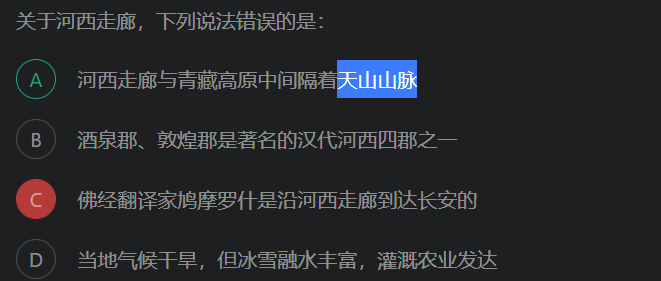 关于河西走廊，下列说法错误的是：
A 河西走廊与青藏高原中间隔着天山山脉
B 酒泉郡、敦煌郡是著名的汉代河西四郡之一
C 佛经翻译家鸠摩罗什是沿河西走廊到达长安的
D 当地气候干旱，但冰雪融水丰富，灌溉农业发达